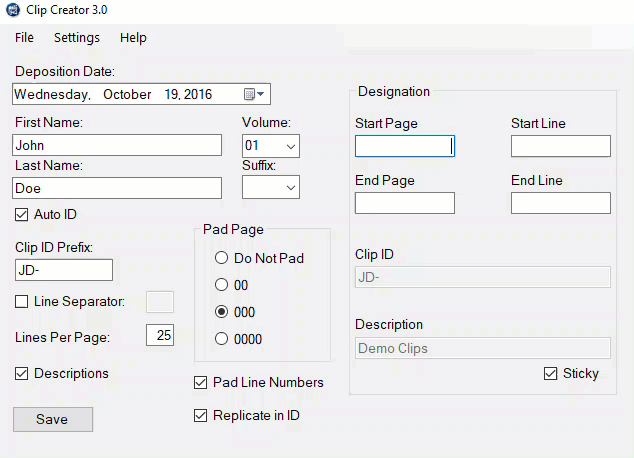 Clip Creator 3.0
File Settings Help
Deposition Date:
Wednesday, October 19, 2016
First Name:
Volume:
John
01
Last Name:
Suffix:
Doe
Auto ID
Clip ID Prefix:
JD-
Line Separator:
Lines Per Page:
25
Descriptions
Save
Pad Page
Do Not Pad
00
000
0000
Pad Line Numbers
Replicate in ID
Designation
Start Page
Start Line
End Page
End Line
Clip ID
JD-
Description
Demo Clips
Sticky